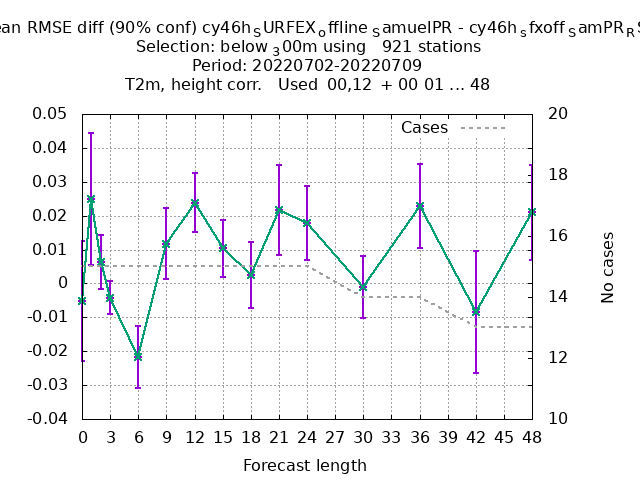 ean RMSE diff (90% conf) cy46h_SURFEX_offline_SamuelPR - cy46h_sfxoff_SamPR_RS
Selection: below_300m using 921 stations
Period: 20220702-20220709
T2m, height corr. Used 00,12 + 00 01 ... 48
0.05
0.04
0.03
0.02
0.01
0
-0.01
-0.02
-0.03
-0.04
Cases
20
18
16
14
12
10
No cases
0 3 6 9 12 15 18 21 24 27 30 33 36 39 42 45 48
Forecast length